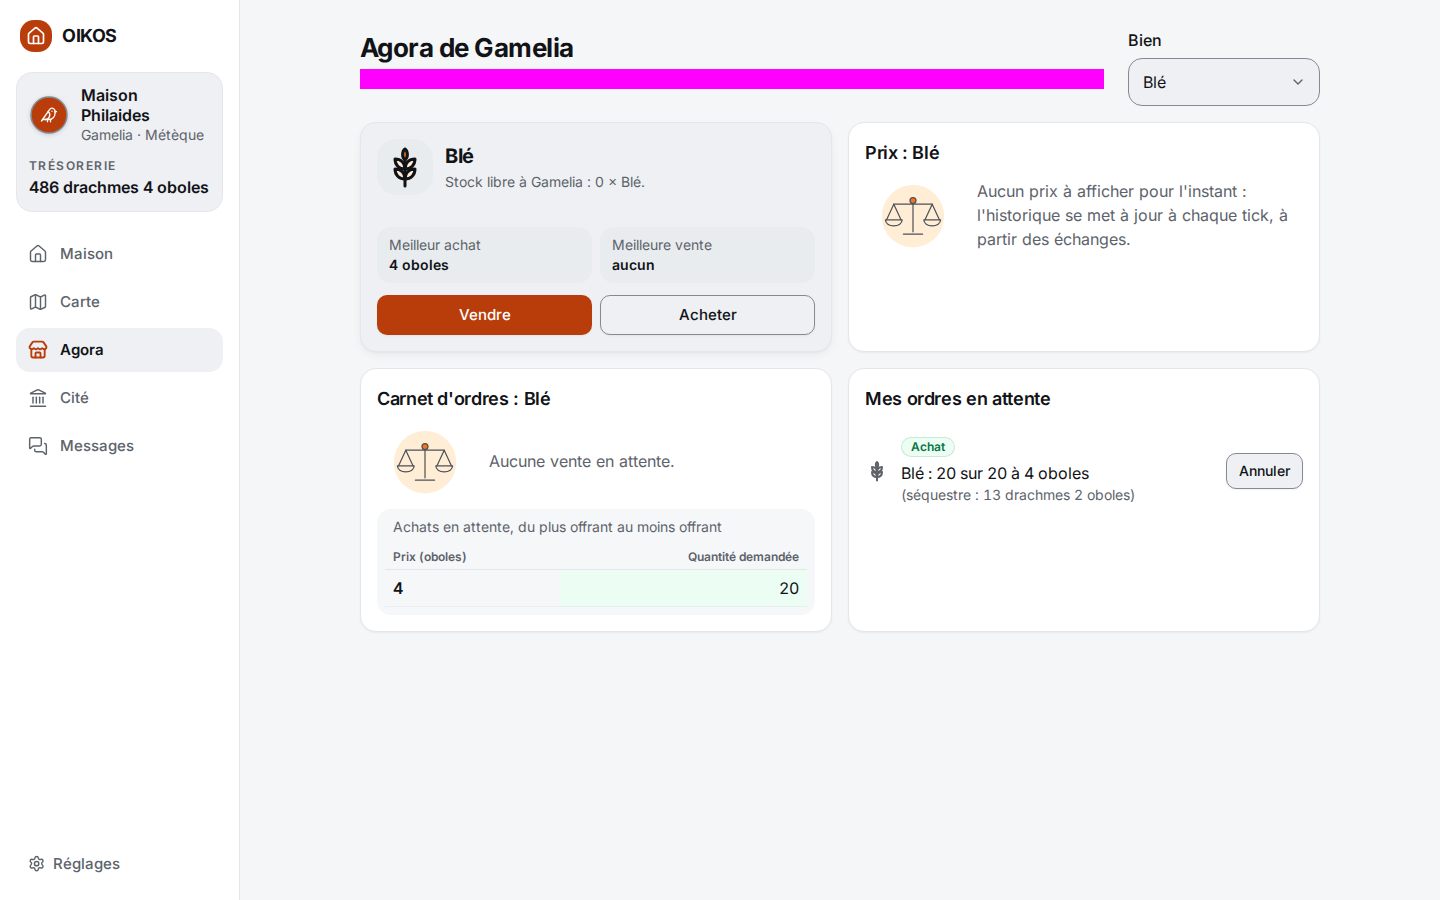 OIKOS
Maison
Philaides
Gamelia · Métèque
TRÉSORERIE
486 drachmes 4 oboles
Maison
Carte
Agora
Cité
Messages
Réglages
Agora de Gamelia
Bien
Blé
Blé
Stock libre à Gamelia : 0 × Blé.
Meilleur achat
4 oboles
Meilleure vente
aucun
Vendre
Acheter
Prix : Blé
Aucun prix à afficher pour l'instant :
l'historique se met à jour à chaque tick, à
partir des échanges.
Carnet d'ordres : Blé
Aucune vente en attente.
Achats en attente, du plus offrant au moins offrant
Prix (oboles) Quantité demandée
4 20
Mes ordres en attente
Achat
Blé : 20 sur 20 à 4 oboles
(séquestre : 13 drachmes 2 oboles)
Annuler